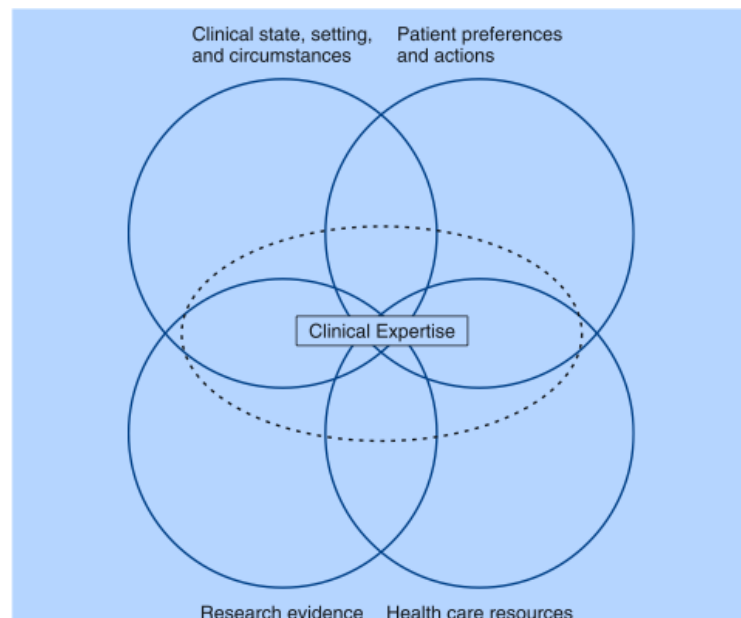 Clinical state, setting,
and circumstances
Patient preferences
and actions
Clinical Expertise
Research evidence
Health care resources